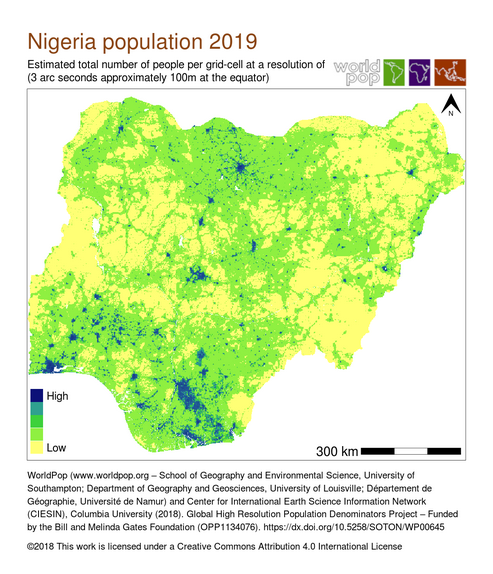 Nigeria population 2019
Estimated total number of people per grid-cell at a resolution of
(3 arc seconds approximately 100m at the equator)
world
pop
N
High
Low
300 km
WorldPop (www.worldpop.org – School of Geography and Environmental Science, University of
Southampton; Department of Geography and Geosciences, University of Louisville; Département de
Géographie, Université de Namur) and Center for International Earth Science Information Network
(CIESIN), Columbia University (2018). Global High Resolution Population Denominators Project – Funded
by the Bill and Melinda Gates Foundation (OPP1134076). https://dx.doi.org/10.5258/SOTON/WP00645
©2018 This work is licensed under a Creative Commons Attribution 4.0 International License